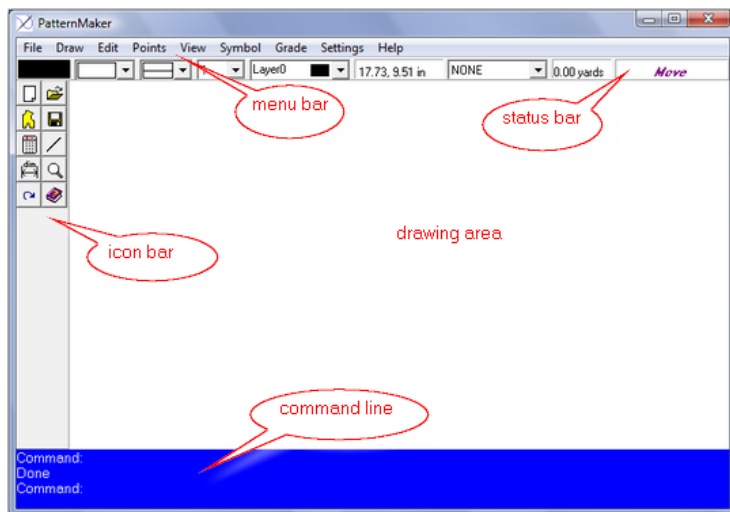 PatternMaker
File Draw Edit Points View Symbol Grade Settings Help
Layer0 17.73, 9.51 in NONE 0.00 yards Move
menu bar
status bar
icon bar
drawing area
command line
Command:
Done
Command: